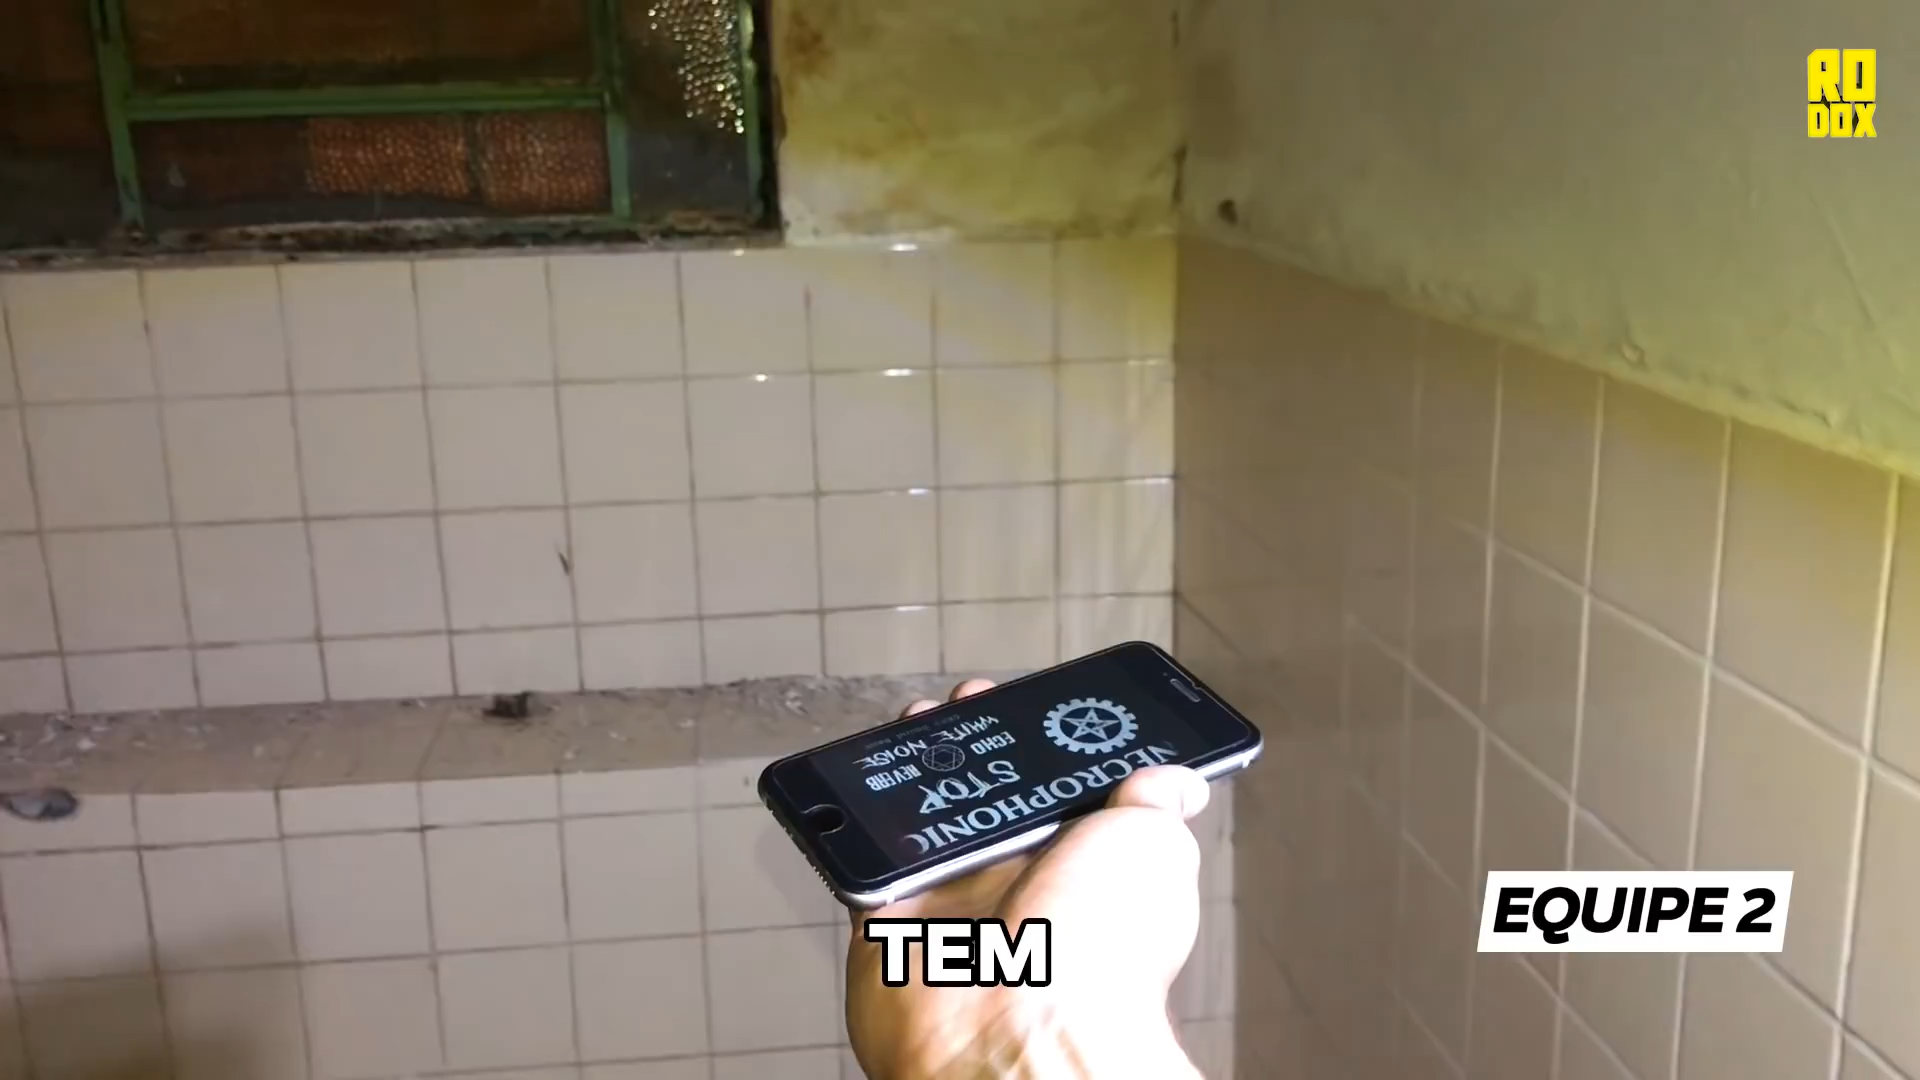 RO
DOX
NECROPHONIC
STOP
ECHO
REVERB
WHITE NOISE
EQUIPE 2
TEM